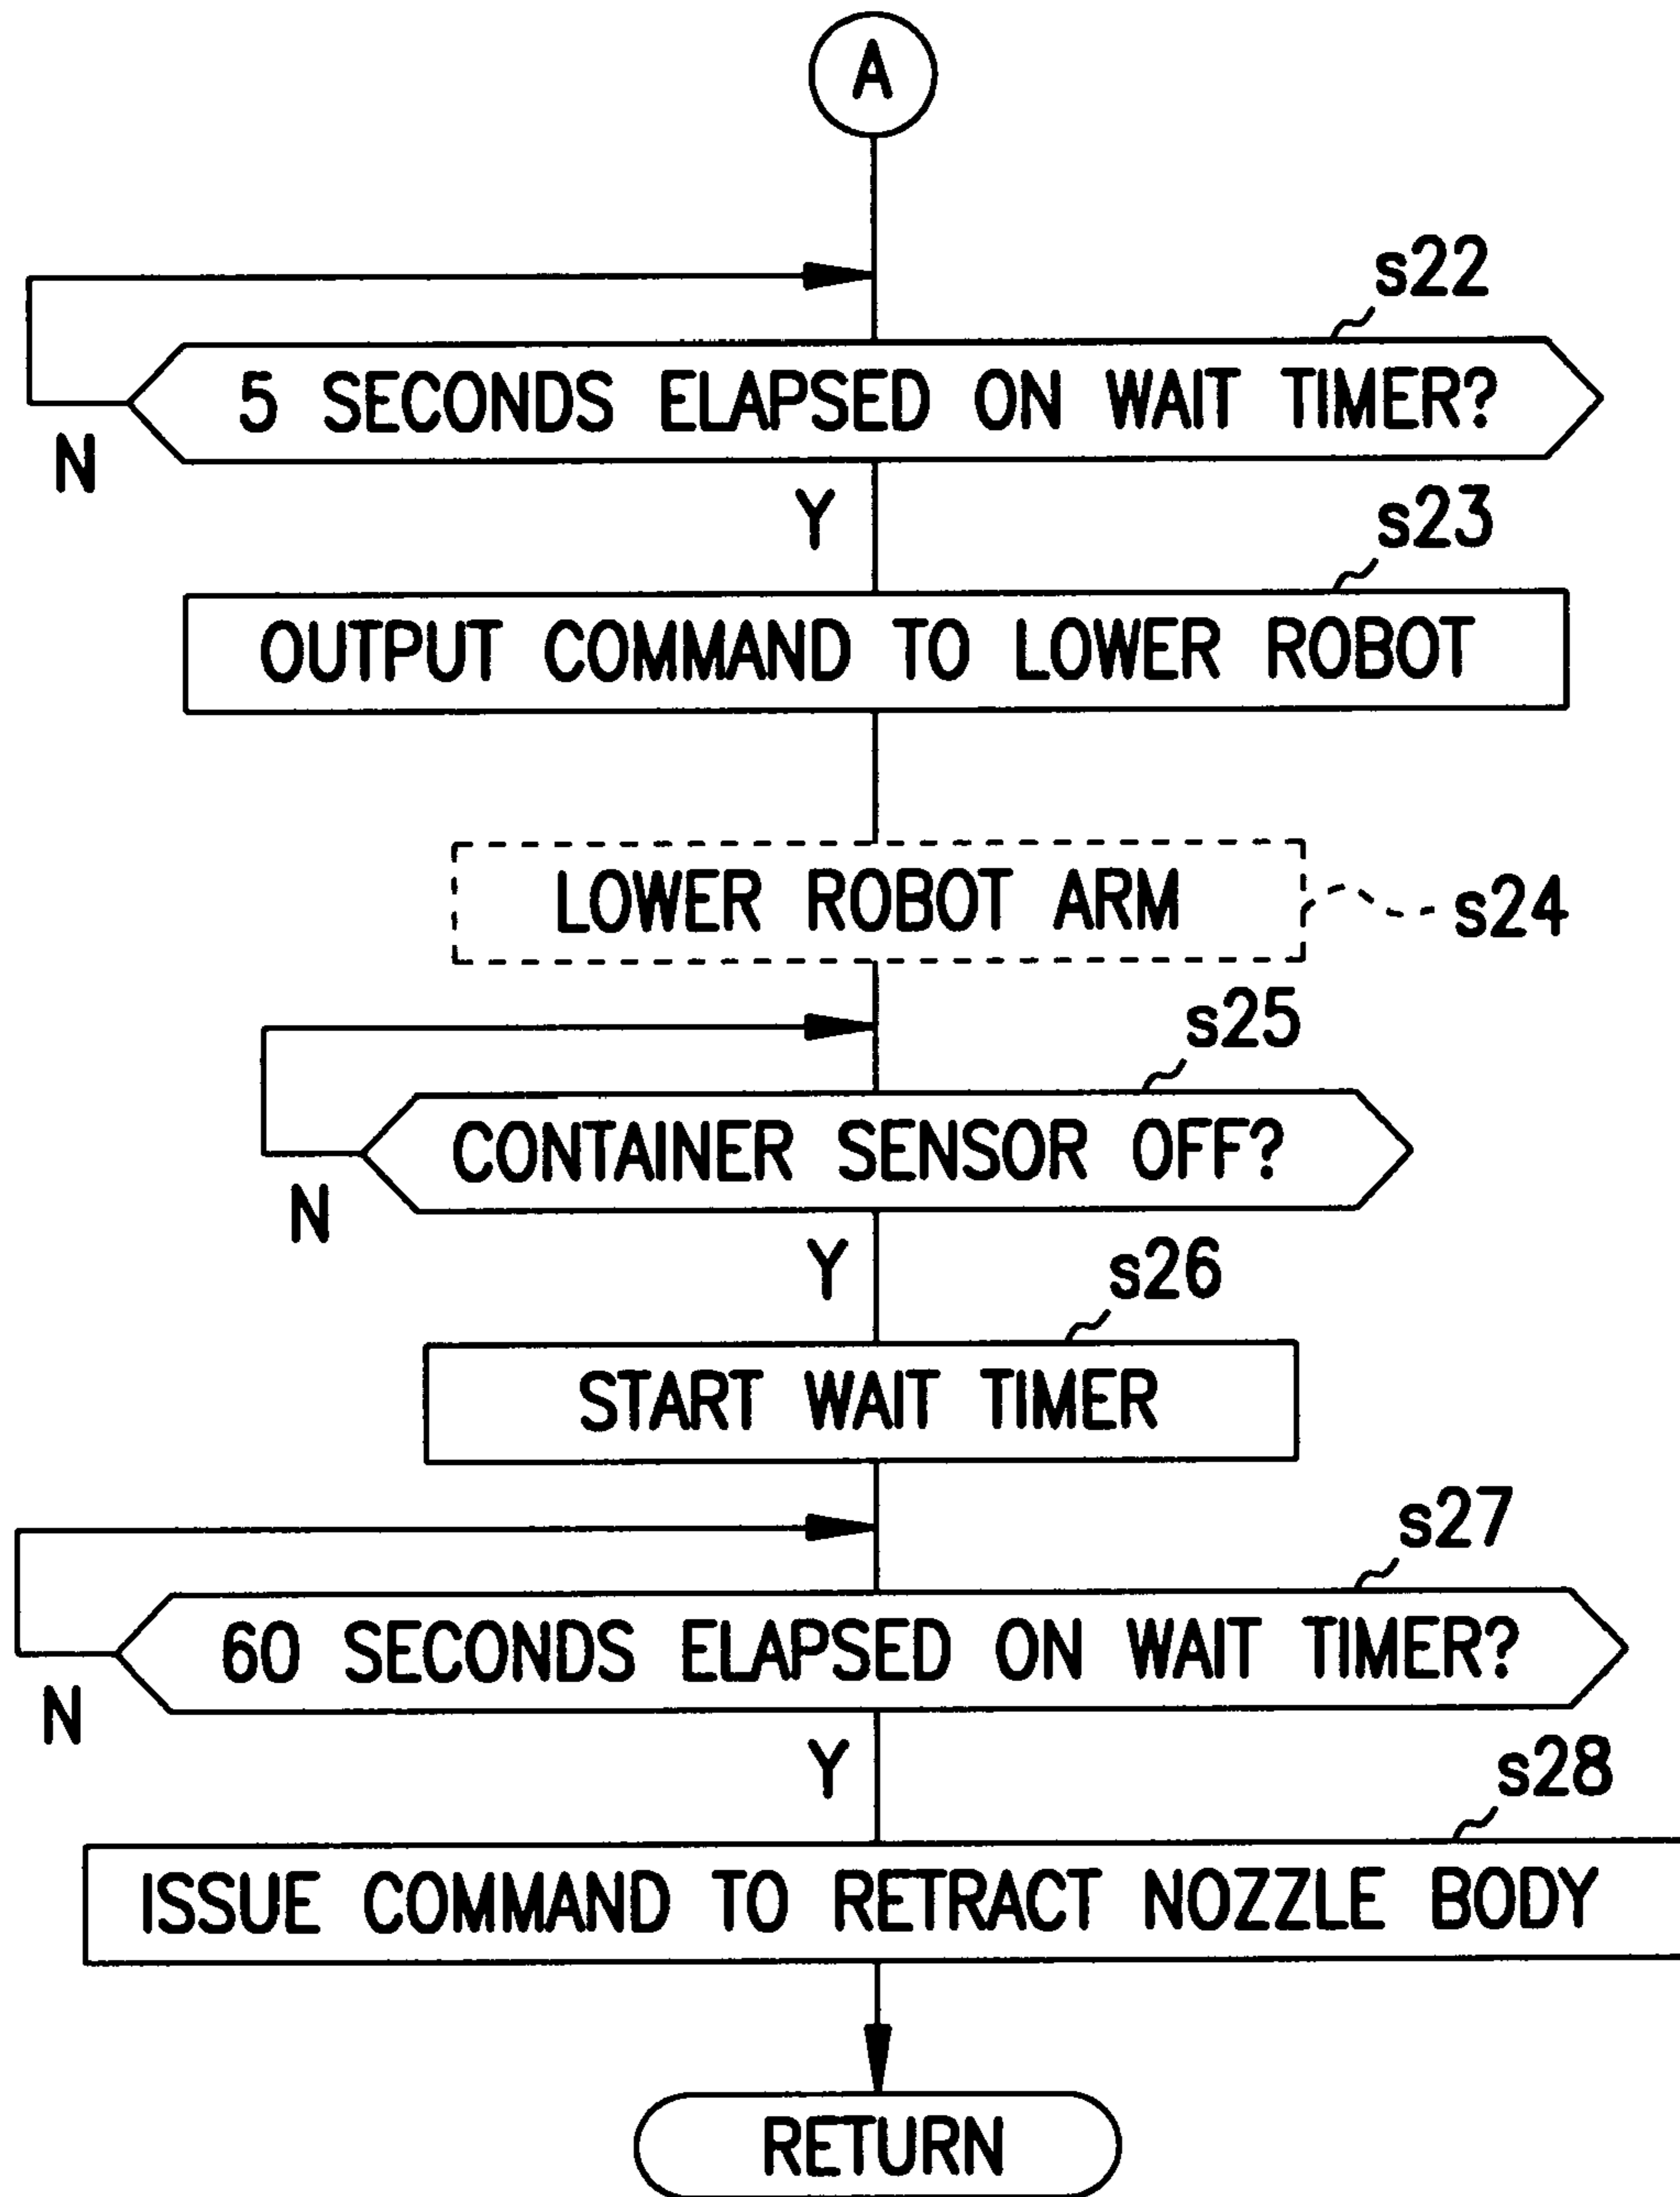 A
s22
5 SECONDS ELAPSED ON WAIT TIMER?
N
Y
s23
OUTPUT COMMAND TO LOWER ROBOT
LOWER ROBOT ARM
s24
s25
CONTAINER SENSOR OFF?
N
Y
s26
START WAIT TIMER
s27
60 SECONDS ELAPSED ON WAIT TIMER?
N
Y
s28
ISSUE COMMAND TO RETRACT NOZZLE BODY
RETURN